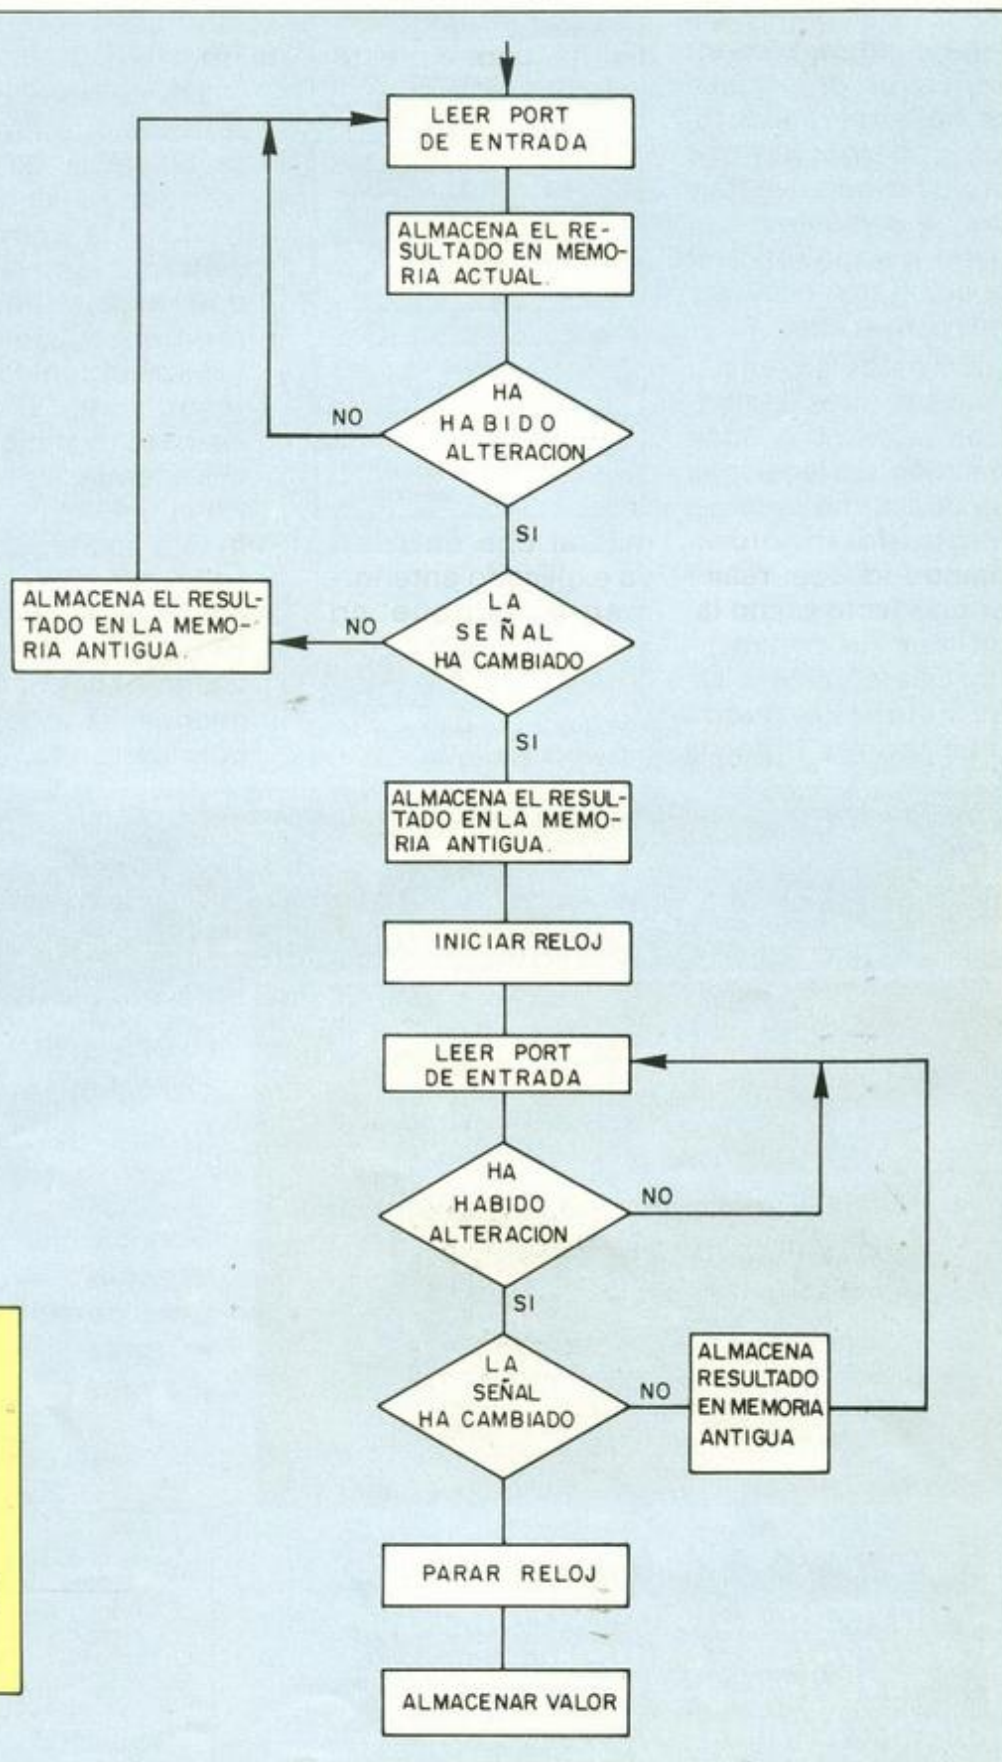 LEER PORT
DE ENTRADA
ALMACENA EL RE-
SULTADO EN MEMO-
RIA ACTUAL.
HA
HABIDO
ALTERACION
NO
SI
LA
SEÑAL
HA CAMBIADO
NO
ALMACENA EL RESUL-
TADO EN LA MEMO-
RIA ANTIGUA.
SI
ALMACENA EL RESUL-
TADO EN LA MEMO-
RIA ANTIGUA.
INICIAR RELOJ
LEER PORT
DE ENTRADA
HA
HABIDO
ALTERACION
NO
SI
LA
SEÑAL
HA CAMBIADO
NO
ALMACENA
RESULTADO
EN MEMORIA
ANTIGUA
PARAR RELOJ
ALMACENAR VALOR